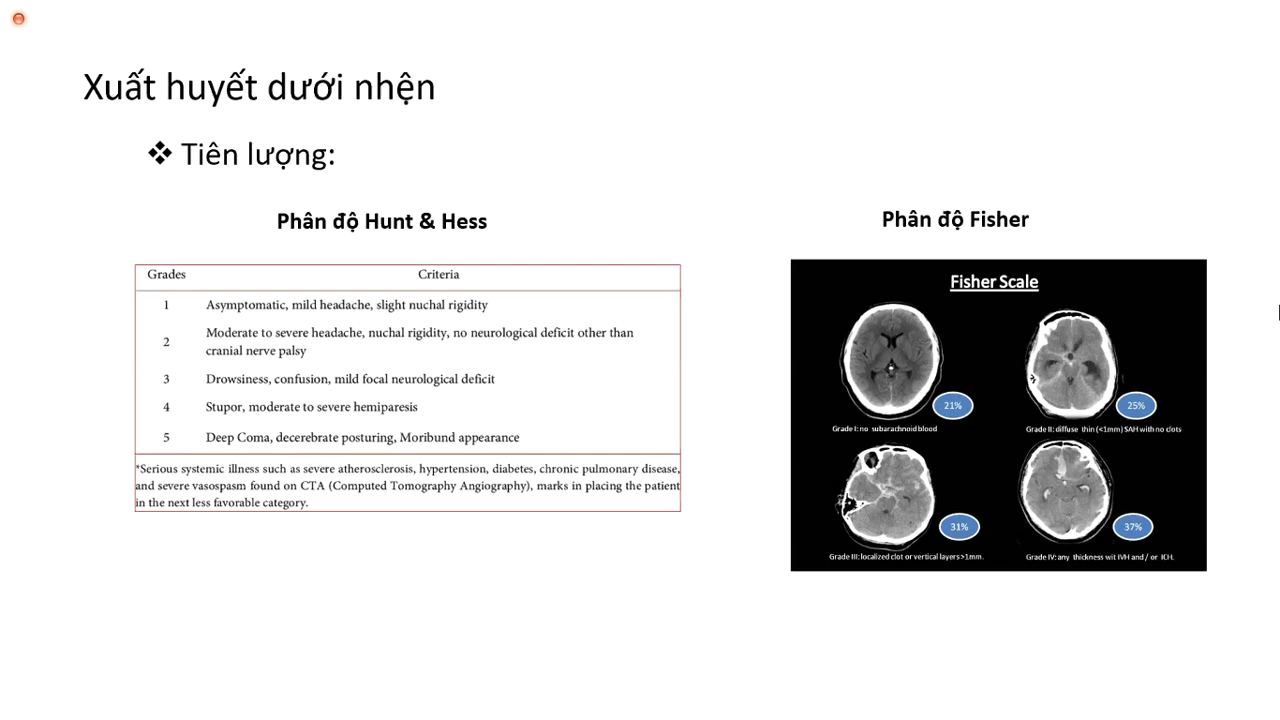 Xuất huyết dưới nhện
❖ Tiên lượng:
Phân độ Hunt & Hess
Grades Criteria
1 Asymptomatic, mild headache, slight nuchal rigidity
2 Moderate to severe headache, nuchal rigidity, no neurological deficit other than
cranial nerve palsy
3 Drowsiness, confusion, mild focal neurological deficit
4 Stupor, moderate to severe hemiparesis
5 Deep Coma, decerebrate posturing, Moribund appearance
*Serious systemic illness such as severe atherosclerosis, hypertension, diabetes, chronic pulmonary disease,
and severe vasospasm found on CTA (Computed Tomography Angiography), marks in placing the patient
in the next less favorable category.
Phân độ Fisher
Fisher Scale
21%
25%
Grade I: no subarachnoid blood
Grade II: diffuse thin (<1mm) SAH with no clots
31%
37%
Grade III: localized clot or vertical layers >1mm.
Grade IV: any thickness wit IVH and / or ICH.